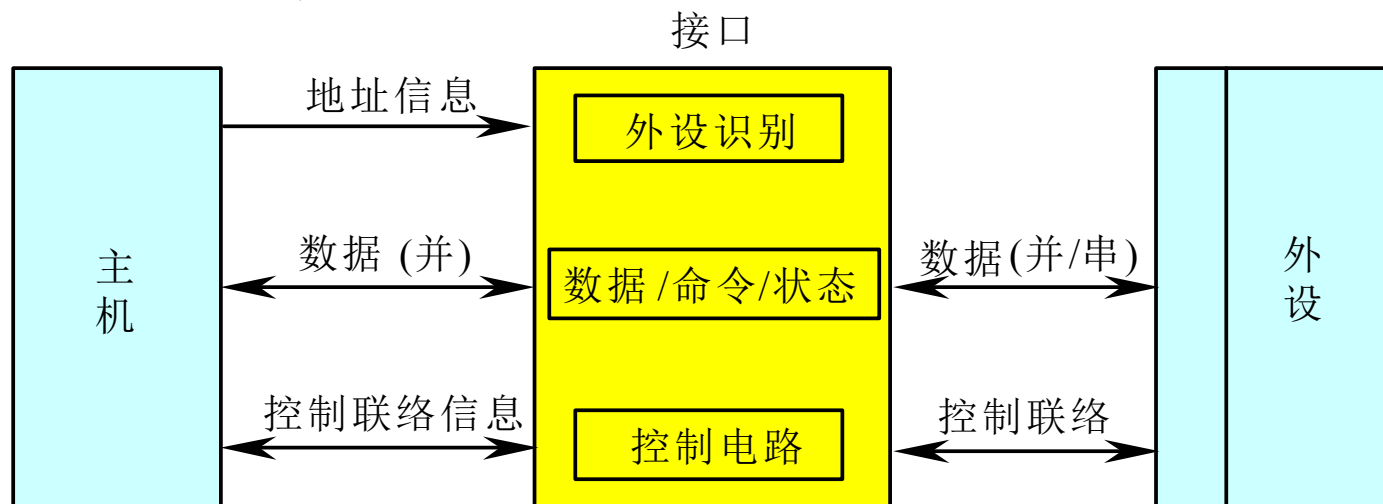 接口
地址信息
外设识别
主机
数据 (并)
数据 /命令/状态
数据(并/串)
外设
控制联络信息
控制电路
控制联络